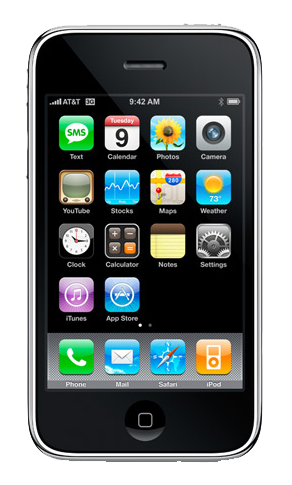 AT&T 3G 9:42 AM
SMS Tuesday 9 280 73°
Text Calendar Photos Camera
YouTube Stocks Maps Weather
Clock Calculator Notes Settings
iTunes App Store
Phone Mail Safari iPod